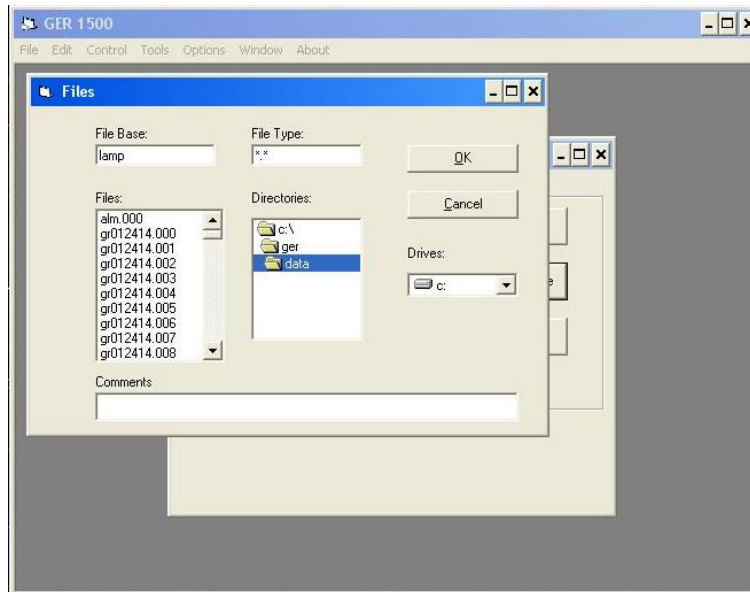 GER 1500
File Edit Control Tools Options Window About
Files
File Base:
File Type:
lamp
*.*
OK
Files:
Directories:
Cancel
alm.000
gr012414.000
gr012414.001
gr012414.002
gr012414.003
gr012414.004
gr012414.005
gr012414.006
gr012414.007
gr012414.008
c:\
ger
data
Drives:
c:
e
Comments